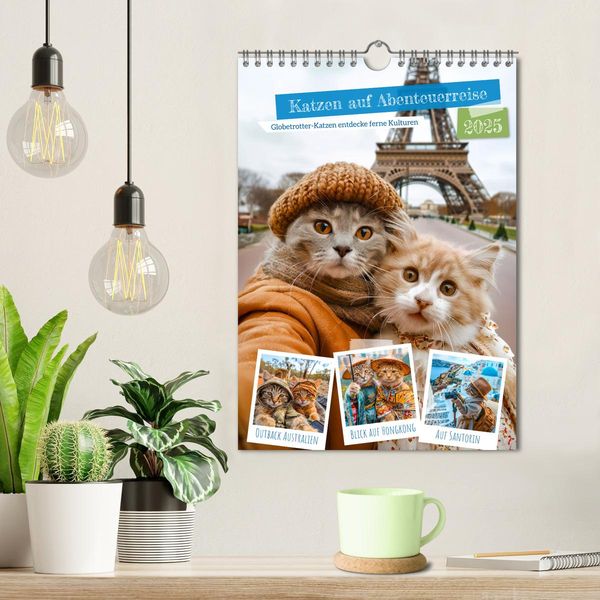 Katzen auf Abenteuerreise
Globetrotter-Katzen entdecke ferne Kulturen
2025
Outback Australien
Blick auf Hongkong
Auf Santorin